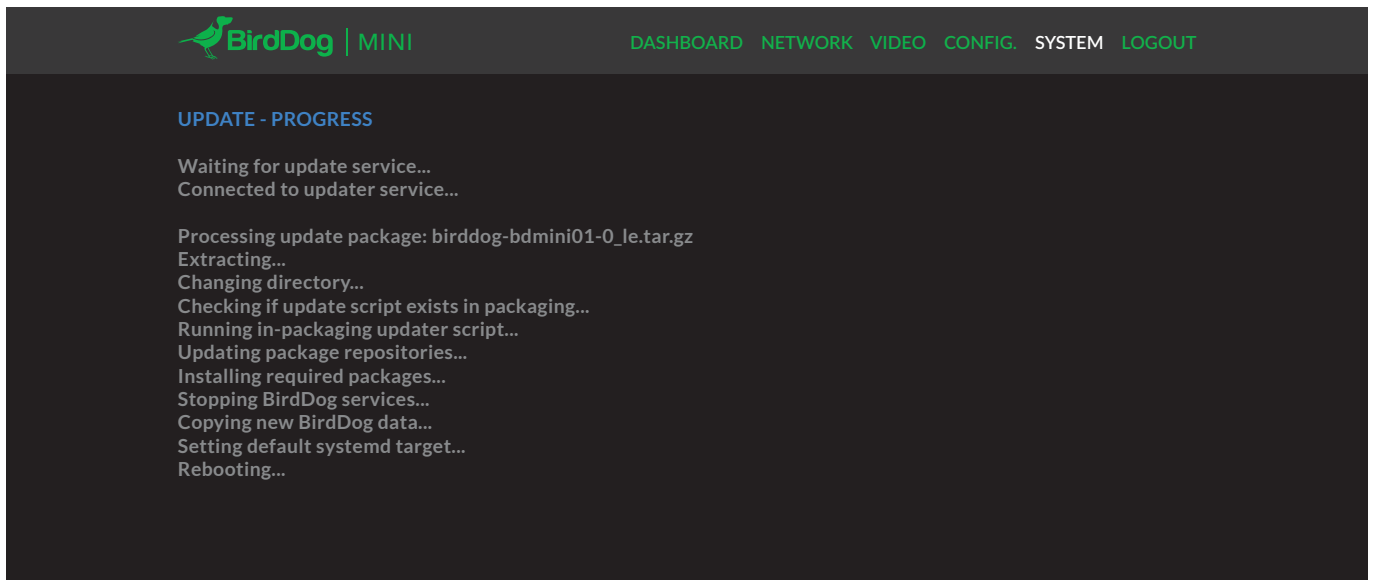 BirdDog | MINI
DASHBOARD NETWORK VIDEO CONFIG. SYSTEM LOGOUT
UPDATE - PROGRESS
Waiting for update service...
Connected to updater service...
Processing update package: birddog-bdmini01-0_le.tar.gz
Extracting...
Changing directory...
Checking if update script exists in packaging...
Running in-packaging updater script...
Updating package repositories...
Installing required packages...
Stopping BirdDog services...
Copying new BirdDog data...
Setting default systemd target...
Rebooting...